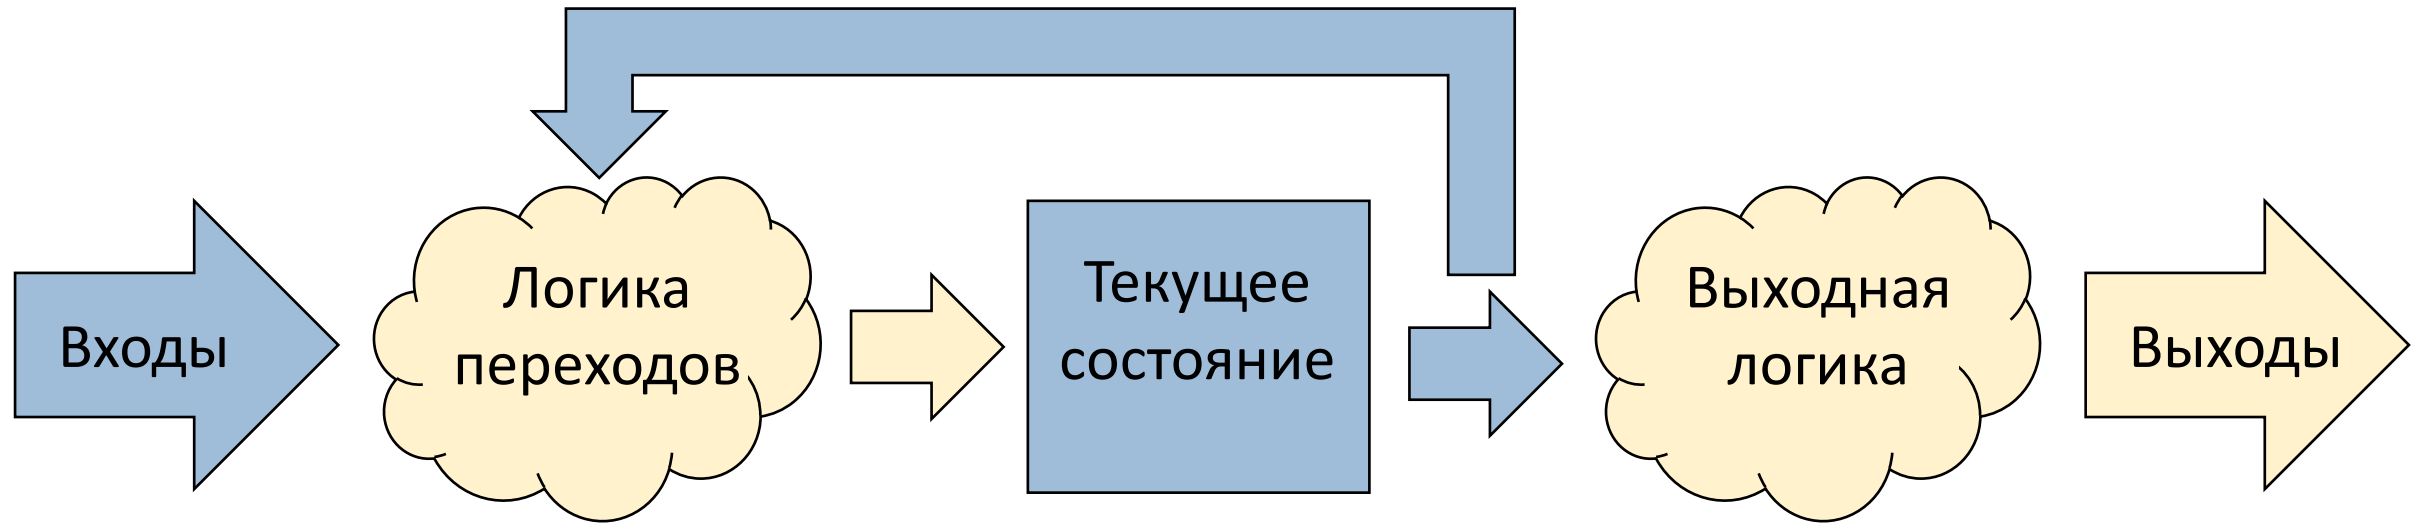 Входы
Логика
переходов
Текущее
состояние
Выходная
логика
Выходы